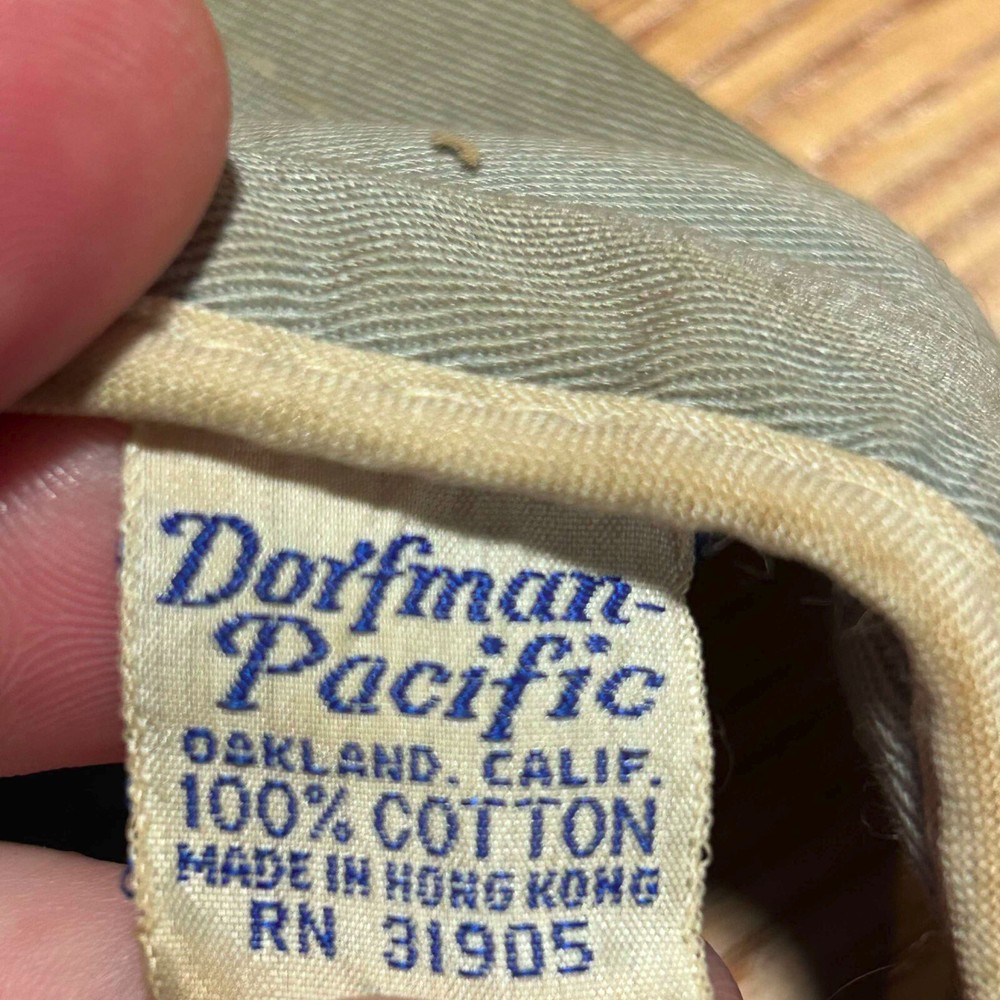 Dorfman-
Pacific
OAKLAND. CALIF.
100% COTTON
MADE IN HONG KONG
RN 31905